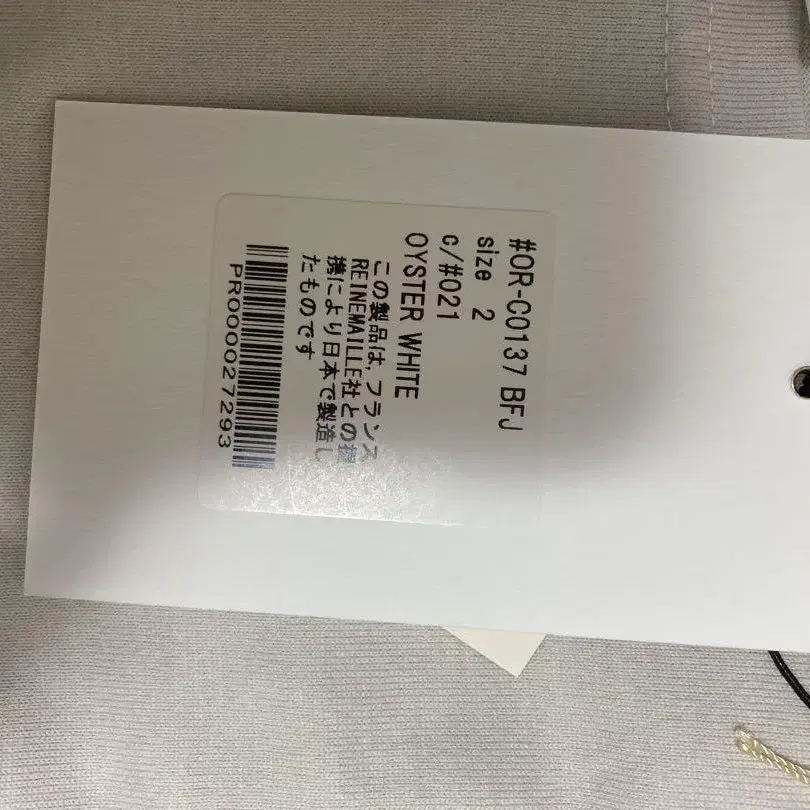 #OR-C0137 BFJ
size 2
c/#021
OYSTER WHITE
この製品は, フランス
REINEMAILLE社との提
携により日本で製造し
たものです
PR000027293